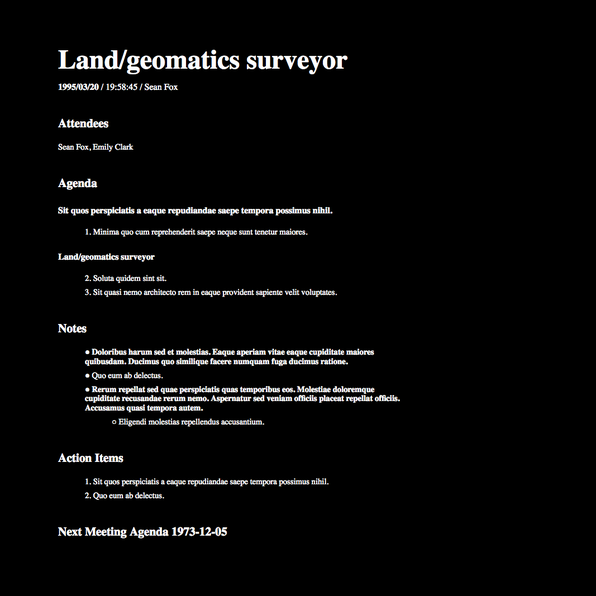 Land/geomatics surveyor
1995/03/20 / 19:58:45 / Sean Fox
Attendees
Sean Fox, Emily Clark
Agenda
Sit quos perspiciatis a eaque repudiandae saepe tempora possimus nihil.
1. Minima quo cum reprehenderit saepe neque sunt tenetur maiores.
Land/geomatics surveyor
2. Soluta quidem sint sit.
3. Sit quasi nemo architecto rem in eaque provident sapiente velit voluptates.
Notes
● Doloribus harum sed et molestias. Eaque aperiam vitae eaque cupiditate maiores
quibusdam. Ducimus quo similique facere numquam fuga ducimus ratione.
● Quo eum ab delectus.
● Rerum repellat sed quae perspiciatis quas temporibus eos. Molestiae doloremque
cupiditate recusandae rerum nemo. Aspernatur sed veniam officiis placeat repellat officiis.
Accusamus quasi tempora autem.
○ Eligendi molestias repellendus accusantium.
Action Items
1. Sit quos perspiciatis a eaque repudiandae saepe tempora possimus nihil.
2. Quo eum ab delectus.
Next Meeting Agenda 1973-12-05